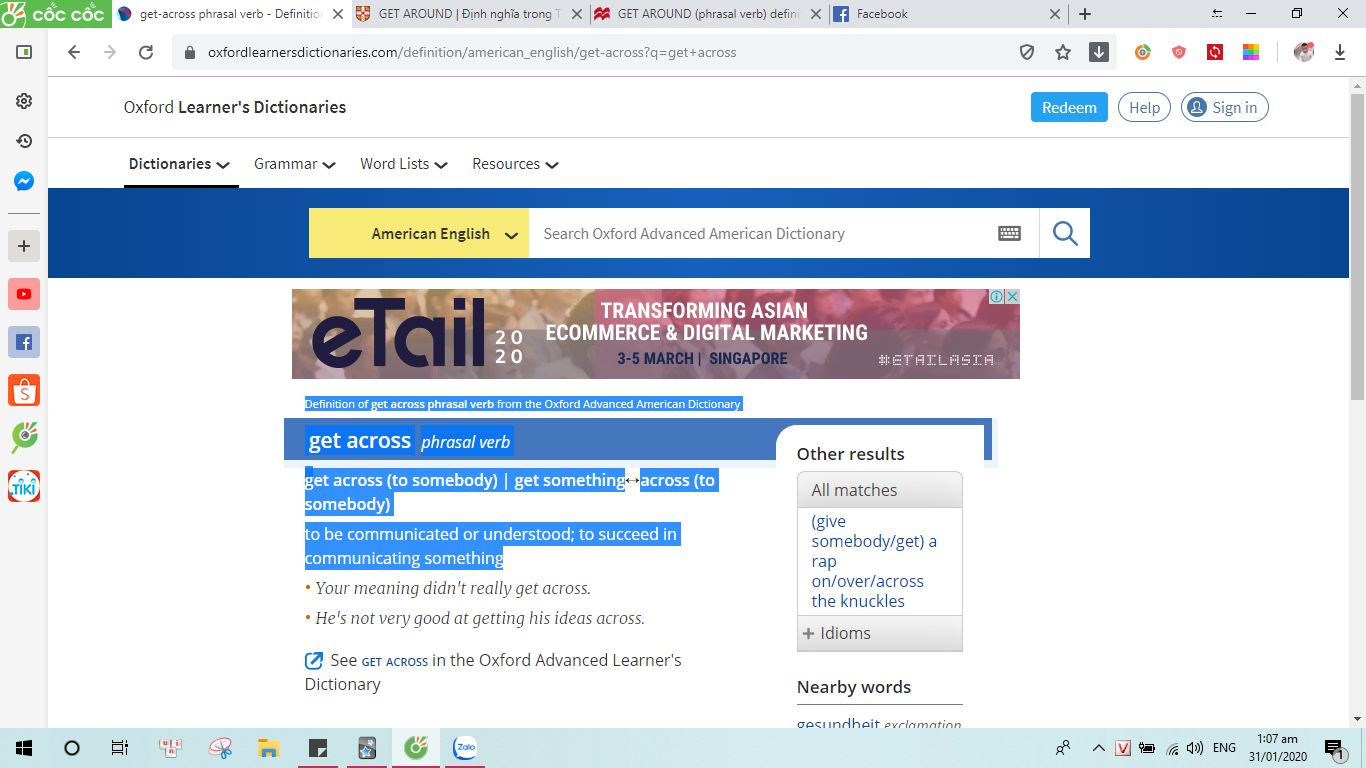 cốc cốc
get-across phrasal verb - Definitio
GET AROUND | Định nghĩa trong T
GET AROUND (phrasal verb) defini
Facebook
oxfordlearnersdictionaries.com/definition/american_english/get-across?q=get+across
Oxford Learner's Dictionaries
Redeem
Help
Sign in
Dictionaries
Grammar
Word Lists
Resources
American English
Search Oxford Advanced American Dictionary
eTail 2020
TRANSFORMING ASIAN
ECOMMERCE & DIGITAL MARKETING
3-5 MARCH | SINGAPORE
#ETAILASIA
Definition of get across phrasal verb from the Oxford Advanced American Dictionary
get across phrasal verb
get across (to somebody) | get something↔across (to
somebody)
to be communicated or understood; to succeed in
communicating something
• Your meaning didn't really get across.
• He's not very good at getting his ideas across.
See GET ACROSS in the Oxford Advanced Learner's
Dictionary
Other results
All matches
(give
somebody/get) a
rap
on/over/across
the knuckles
+ Idioms
Nearby words
gesundheit exclamation
TIKI
Zalo
V
ENG
1:07 am
31/01/2020
1